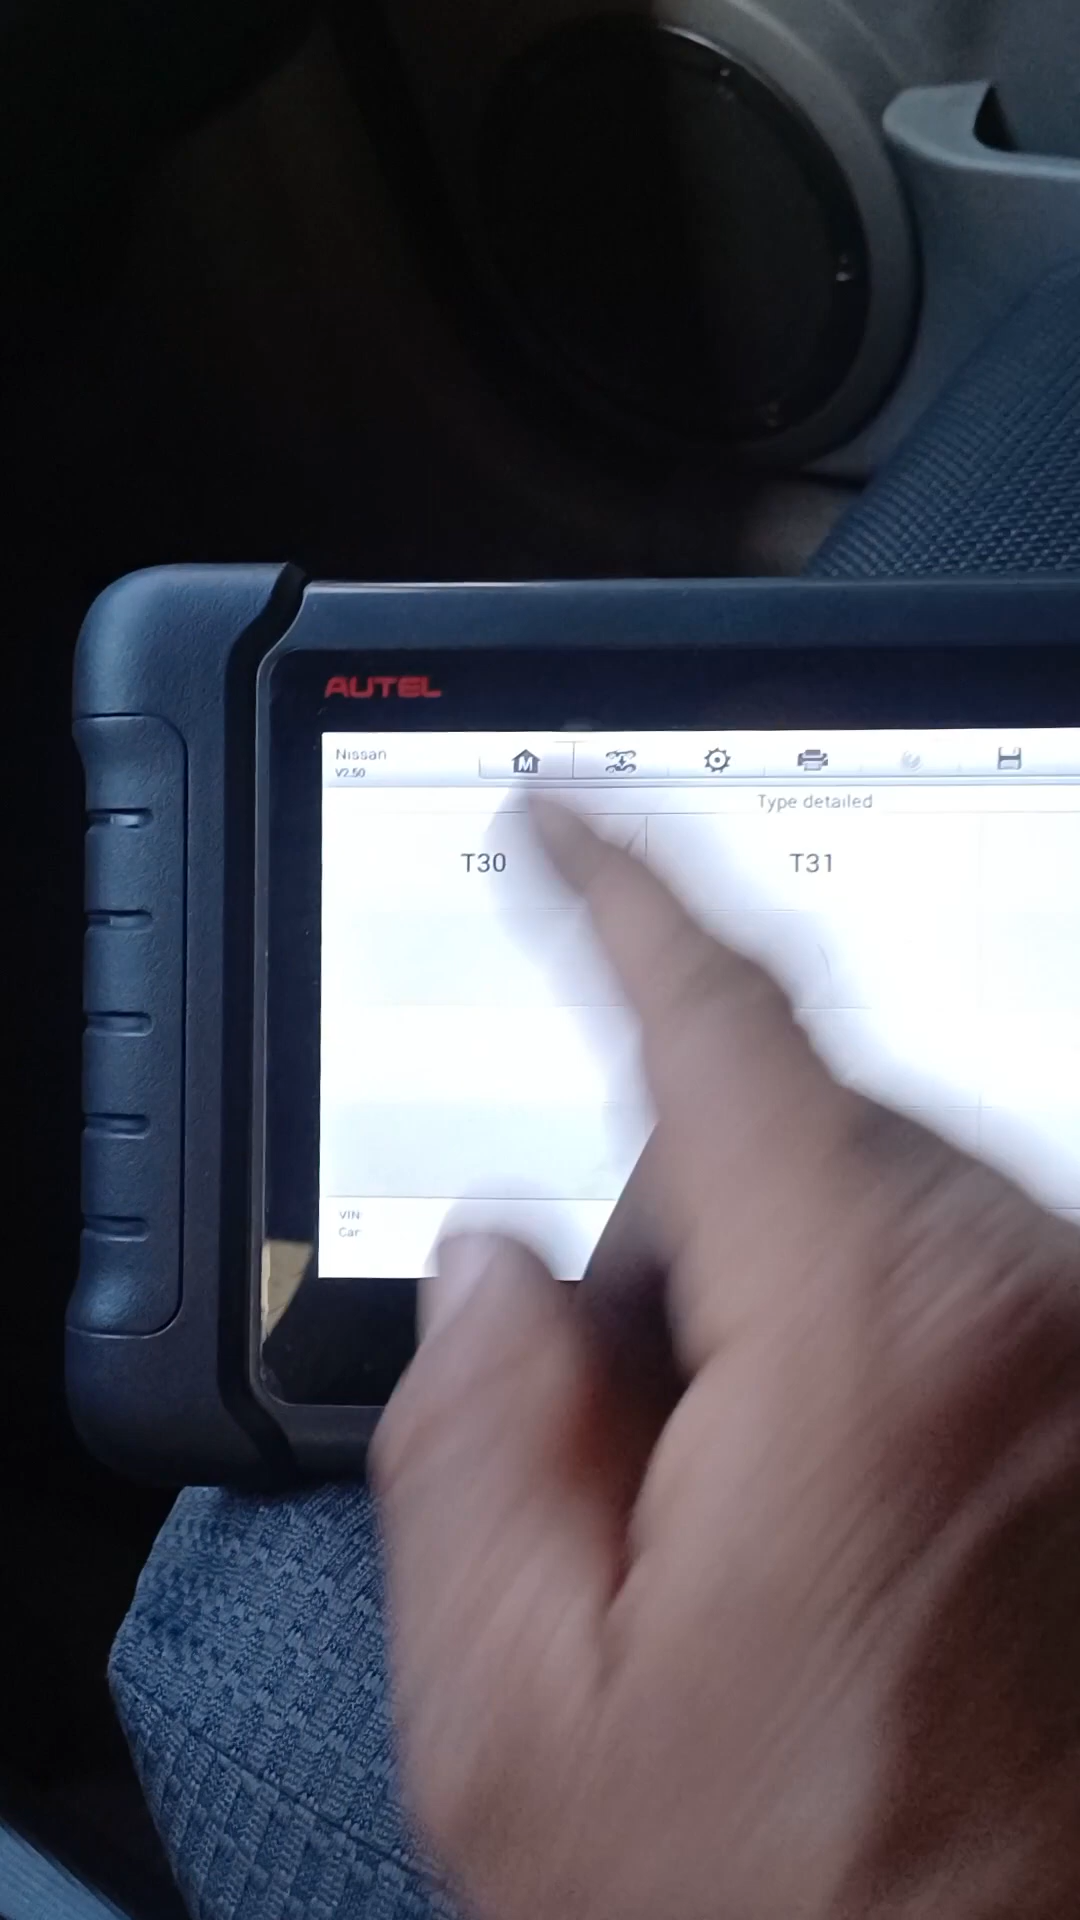 AUTEL
Nissan
V2.50
M
Type detailed
T30
T31
VIN:
Car: